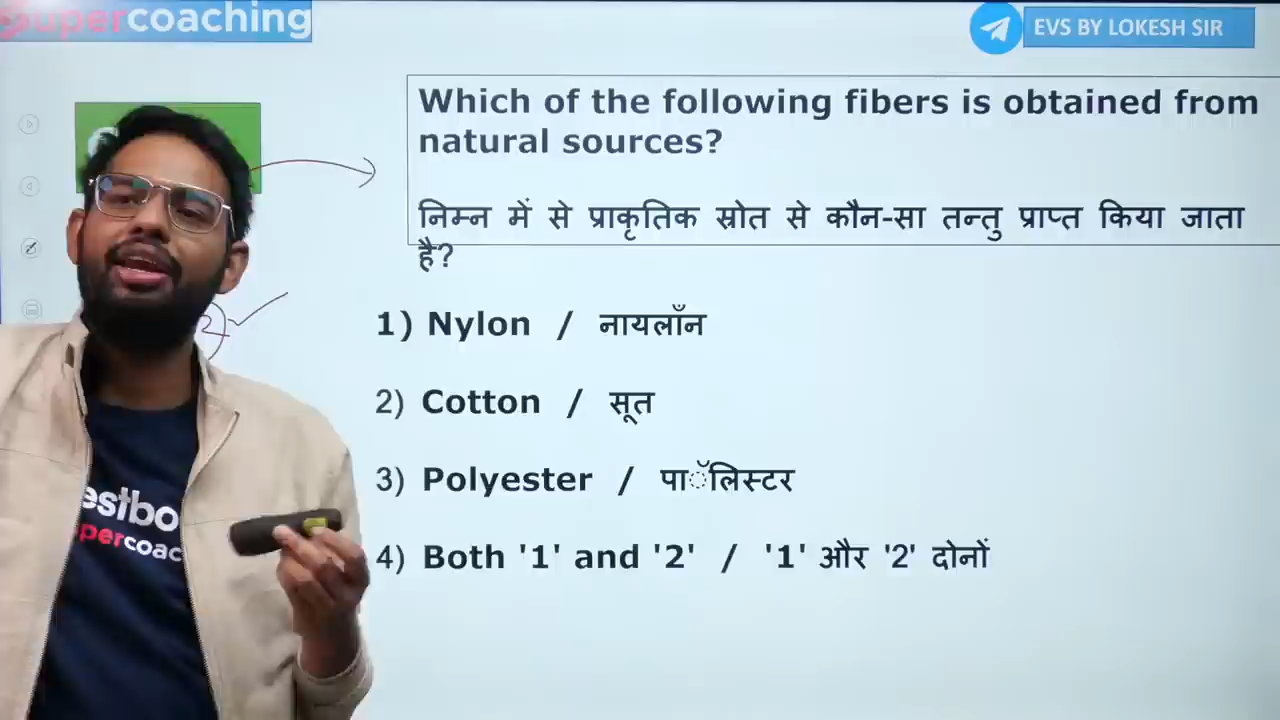 Supercoaching
EVS BY LOKESH SIR
Which of the following fibers is obtained from
natural sources?
निम्न में से प्राकृतिक स्रोत से कौन-सा तन्तु प्राप्त किया जाता
है?
2
1) Nylon / नायलॉंन
2) Cotton / सूत
3) Polyester / पाॅलिस्टर
4) Both '1' and '2' / '1' और '2' दोनों
estbo
percoac